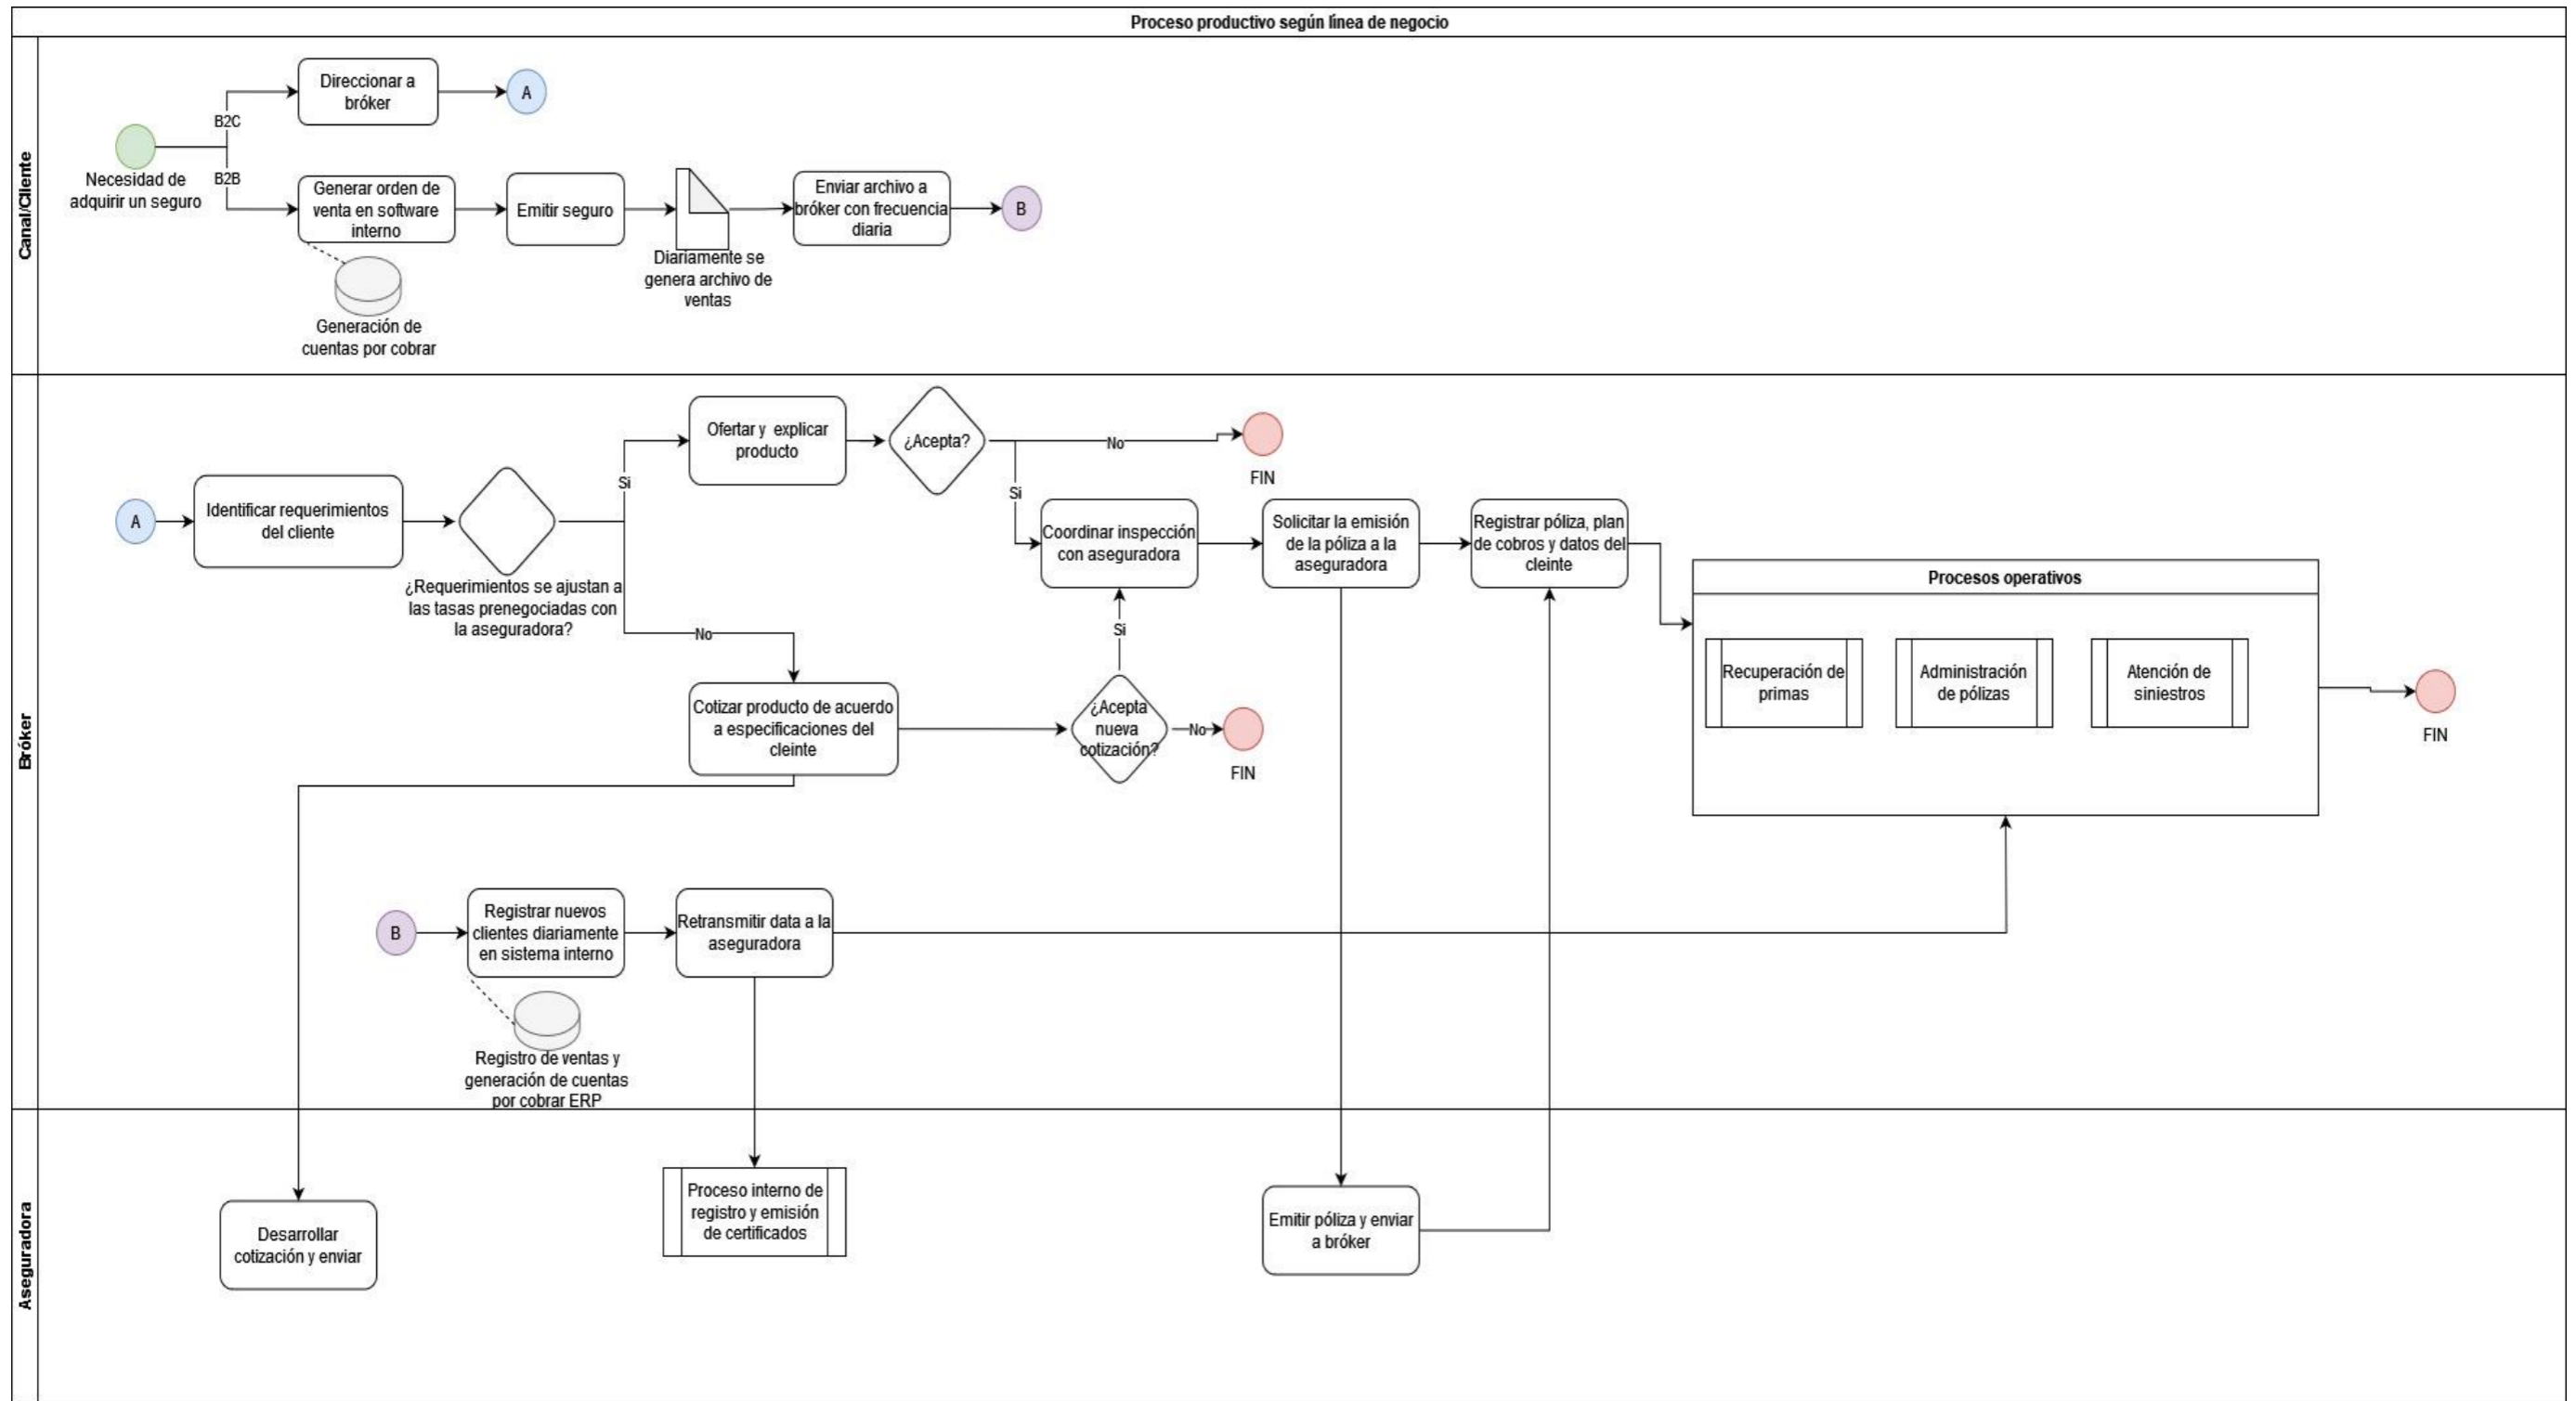 Proceso productivo según línea de negocio
Canal/Cliente
Direccionar a
bróker
A
B2C
Necesidad de
adquirir un seguro
B2B
Generar orden de
venta en software
interno
Emitir seguro
Enviar archivo a
bróker con frecuencia
diaria
B
Diariamente se
genera archivo de
ventas
Generación de
cuentas por cobrar
Bróker
A
Identificar requerimientos
del cliente
¿Requerimientos se ajustan a
las tasas prenegociadas con
la aseguradora?
Si
Ofertar y explicar
producto
¿Acepta?
No
FIN
Si
Coordinar inspección
con aseguradora
Solicitar la emisión
de la póliza a la
aseguradora
Registrar póliza, plan
de cobros y datos del
cleinte
Procesos operativos
Recuperación de
primas
Administración
de pólizas
Atención de
siniestros
FIN
No
Cotizar producto de acuerdo
a especificaciones del
cleinte
Si
¿Acepta
nueva
cotización?
No
FIN
B
Registrar nuevos
clientes diariamente
en sistema interno
Retransmitir data a la
aseguradora
Registro de ventas y
generación de cuentas
por cobrar ERP
Aseguradora
Desarrollar
cotización y enviar
Proceso interno de
registro y emisión
de certificados
Emitir póliza y enviar
a bróker